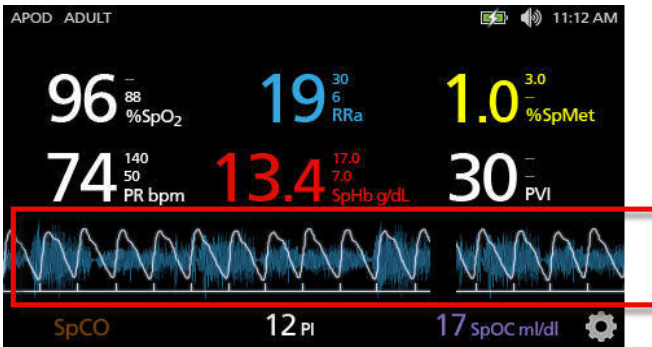 APOD ADULT 11:12 AM
96 – 88 %SpO₂ 19 30 6 RRa 1.0 3.0 – %SpMet
74 140 50 PR bpm 13.4 17.0 7.0 SpHb g/dL 30 – – PVI
SpCO 12 PI 17 SpOC ml/dl